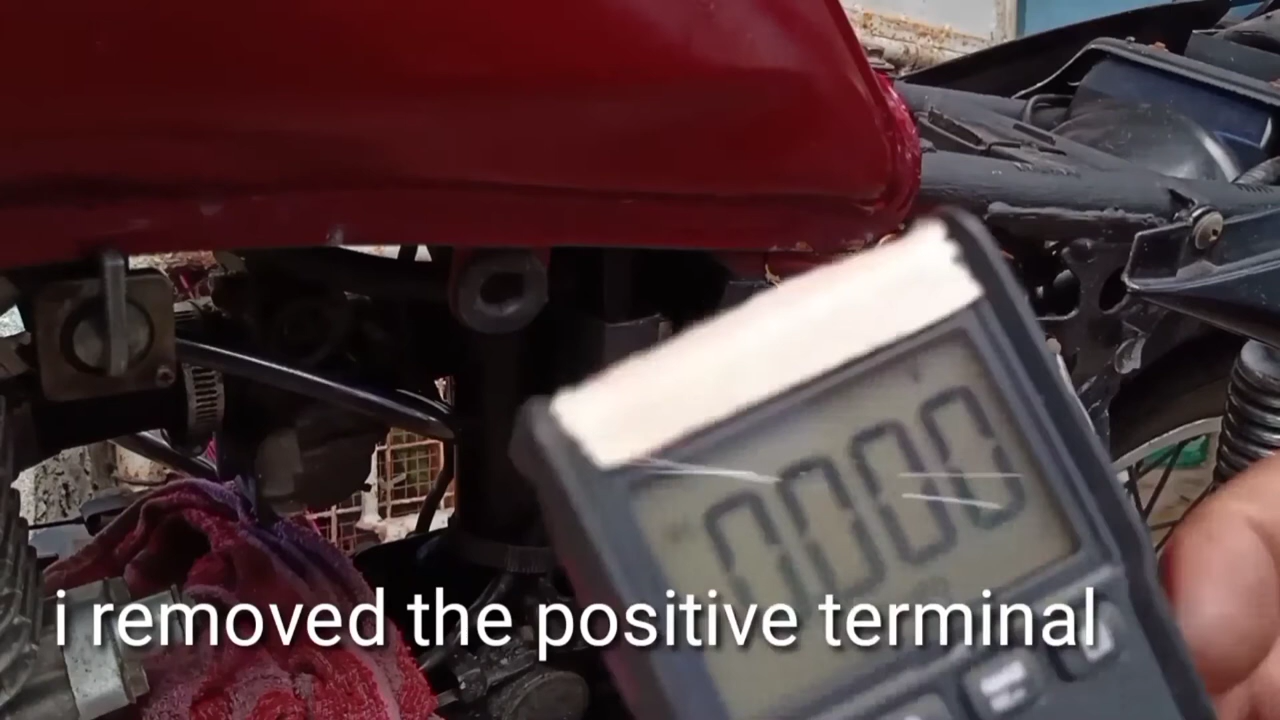 0000
i removed the positive terminal